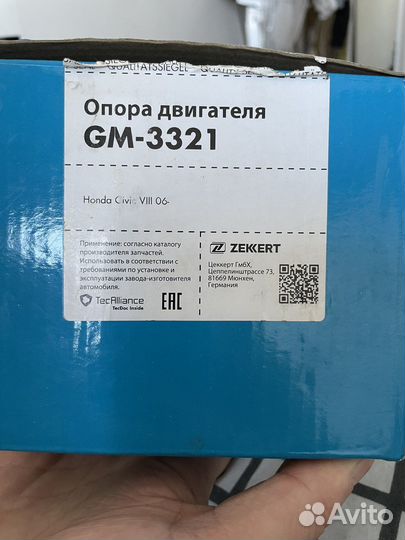 QUALITÄTSSIEGEL
Опора двигателя
GM-3321
Honda Civic VIII 06-
Применение: согласно каталогу
производителя запчастей.
Использовать в соответствии с
требованиями по установке и
эксплуатации завода-изготовителя
автомобиля.
TecAlliance
TecDoc Inside
EAC
ZEKKERT
Цеккерт ГмбХ,
Цеппелинштрассе 73,
81669 Мюнхен,
Германия
Avito